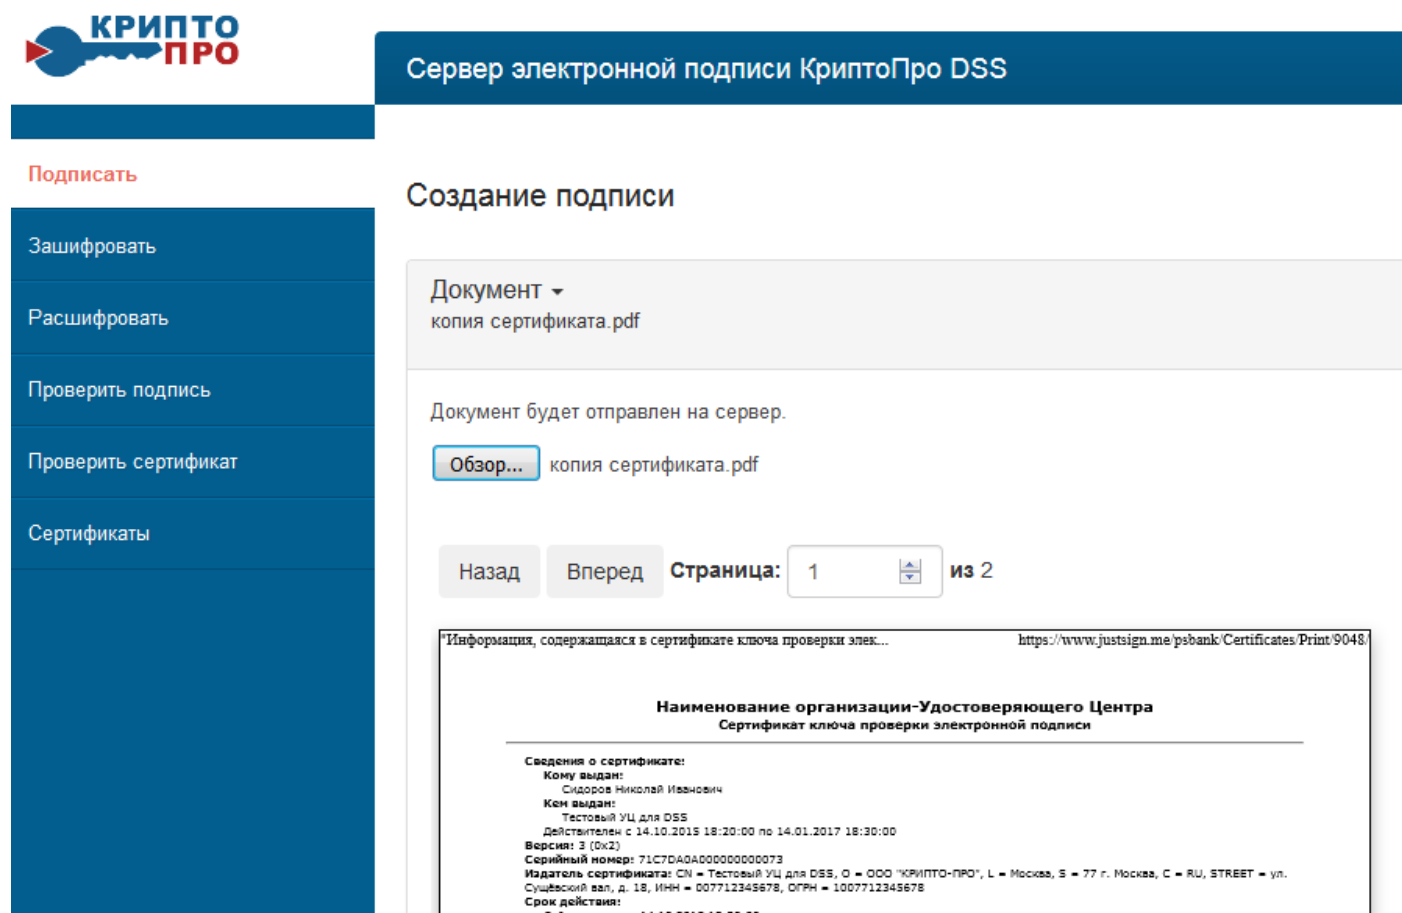 КРИПТО
ПРО
Сервер электронной подписи КриптоПро DSS
Подписать
Зашифровать
Расшифровать
Проверить подпись
Проверить сертификат
Сертификаты
Создание подписи
Документ
копия сертификата.pdf
Документ будет отправлен на сервер.
Обзор... копия сертификата.pdf
Назад Вперед Страница: 1 из 2
"Информация, содержащаяся в сертификате ключа проверки элек... https://www.justsign.me/psbank/Certificates/Print/9048/
Наименование организации-Удостоверяющего Центра
Сертификат ключа проверки электронной подписи
Сведения о сертификате:
Кому выдан:
Сидоров Николай Иванович
Кем выдан:
Тестовый УЦ для DSS
Действителен с 14.10.2015 18:20:00 по 14.01.2017 18:30:00
Версия: 3 (0x2)
Серийный номер: 71C7DA0A000000000073
Издатель сертификата: CN = Тестовый УЦ для DSS, O = ООО "КРИПТО-ПРО", L = Москва, S = 77 г. Москва, C = RU, STREET = ул.
Сущёвский вал, д. 18, ИНН = 007712345678, ОГРН = 1007712345678
Срок действия: